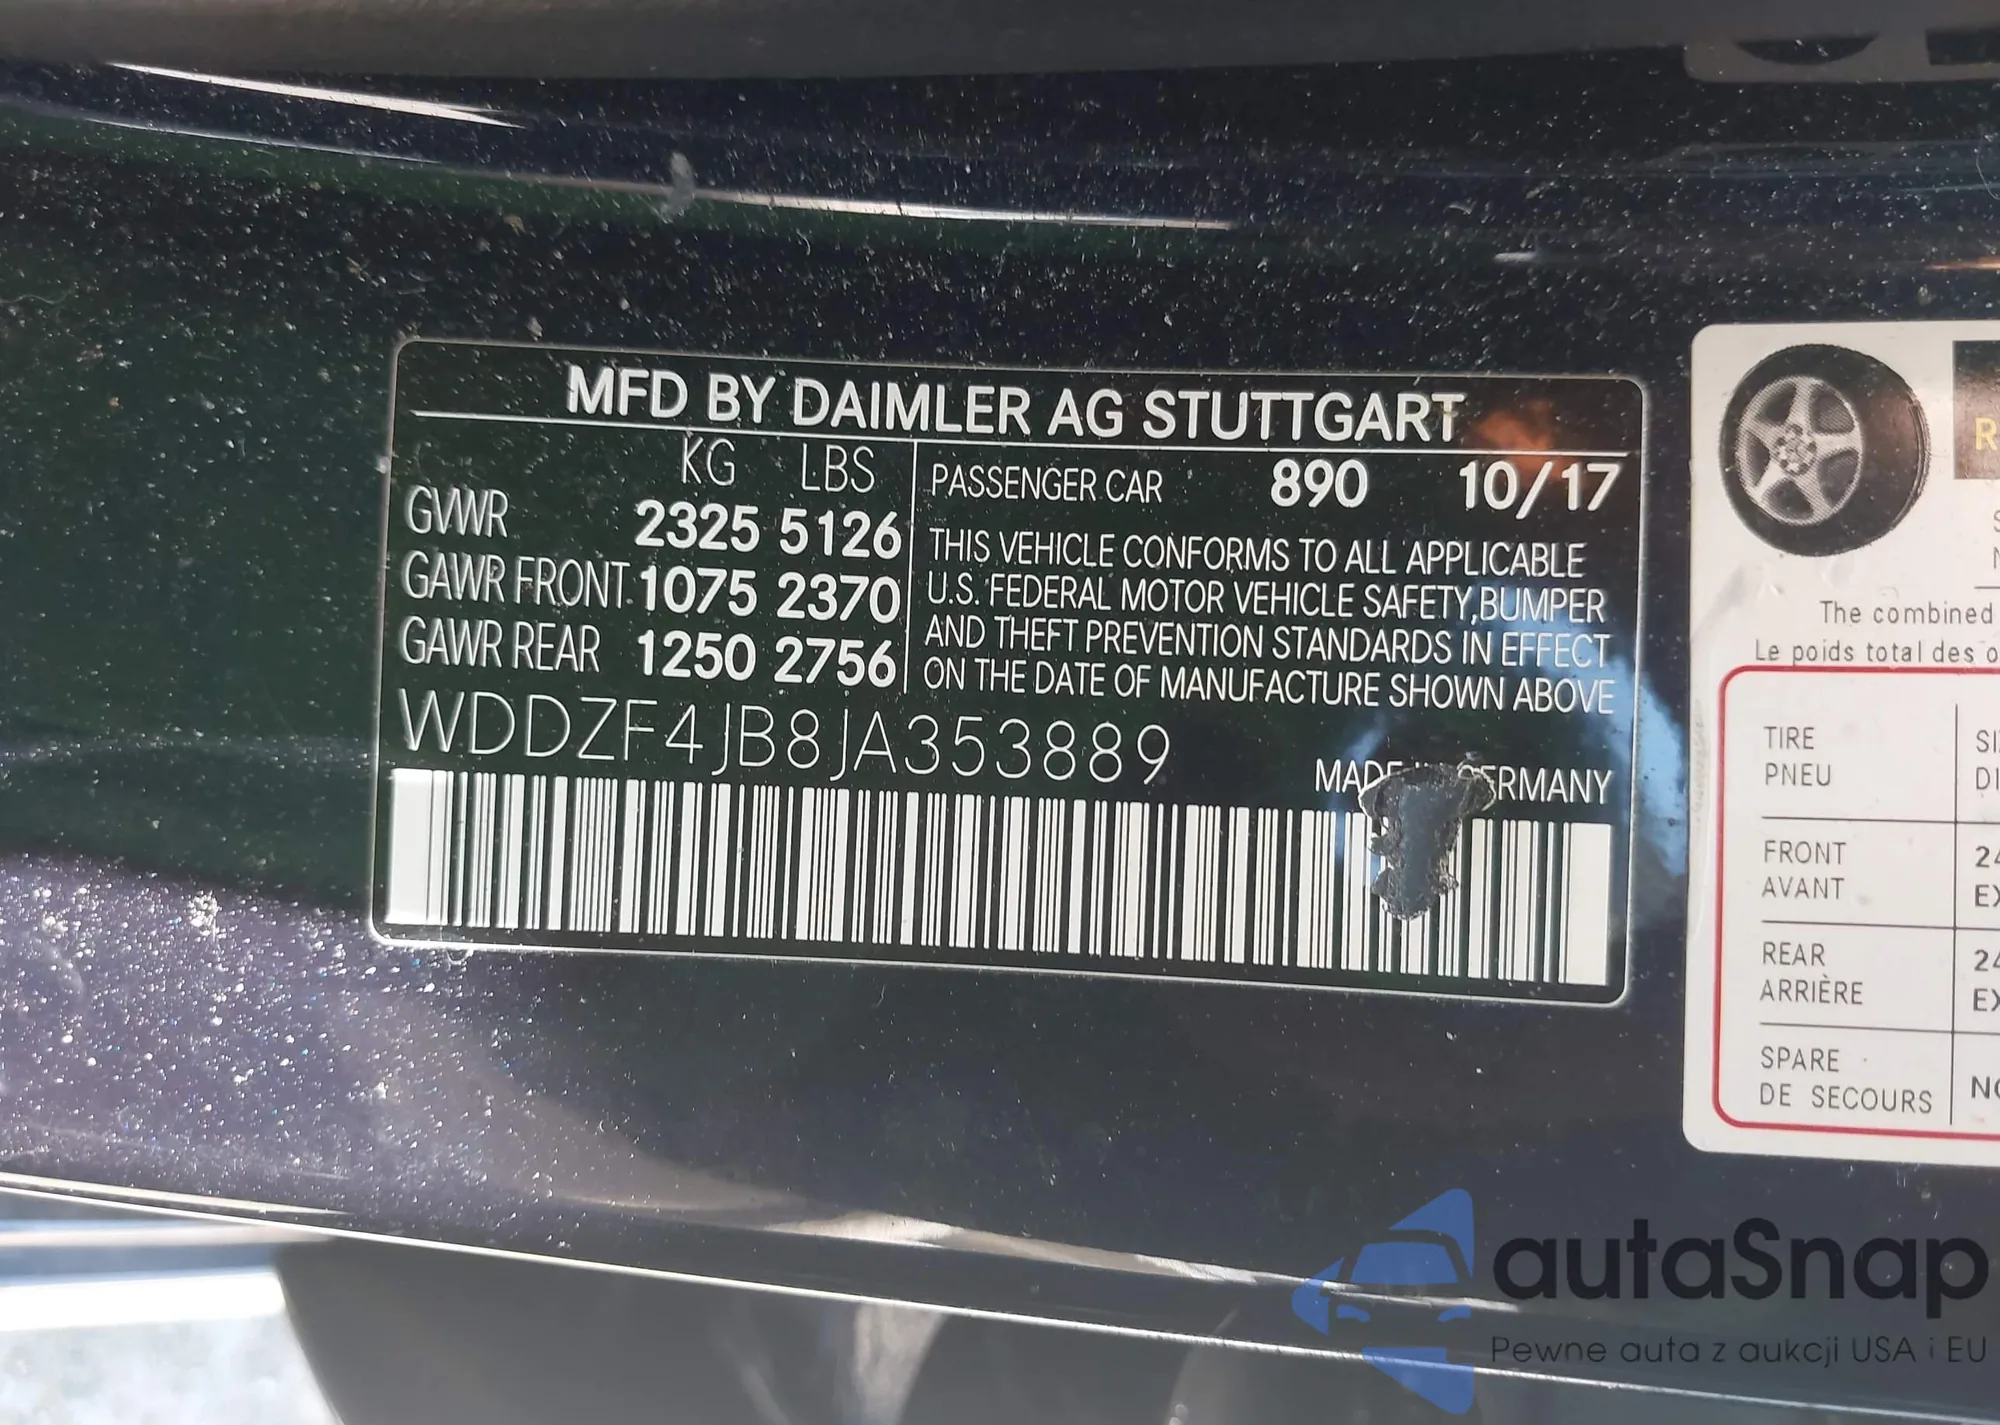 MFD BY DAIMLER AG STUTTGART
KG LBS
GVWR 2325 5126
GAWR FRONT 1075 2370
GAWR REAR 1250 2756
PASSENGER CAR 890 10/17
THIS VEHICLE CONFORMS TO ALL APPLICABLE
U.S. FEDERAL MOTOR VEHICLE SAFETY, BUMPER
AND THEFT PREVENTION STANDARDS IN EFFECT
ON THE DATE OF MANUFACTURE SHOWN ABOVE
WDDZF4JB8JA353889
MADE GERMANY
The combined
Le poids total des
TIRE
PNEU
FRONT
AVANT
REAR
ARRIÈRE
SPARE
DE SECOURS
autaSnap
Pewne auta z aukcji USA i EU